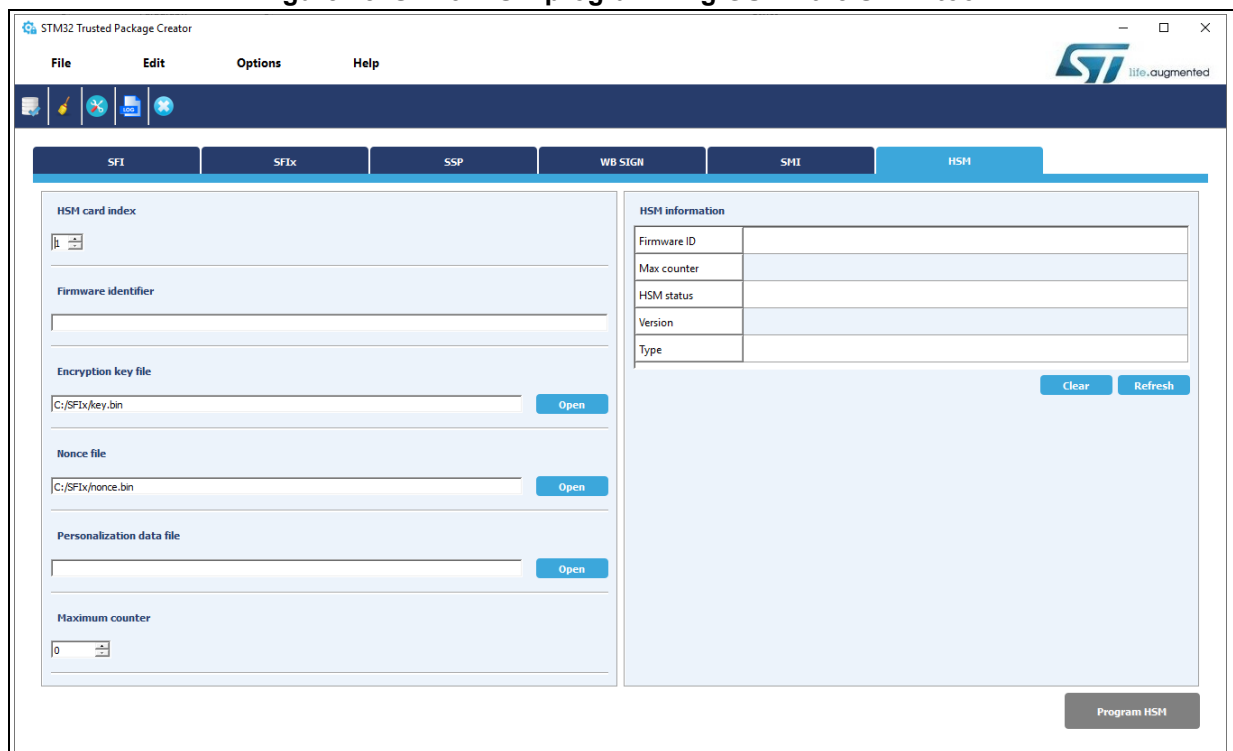 STM32 Trusted Package Creator
File Edit Options Help
life.augmented
LOG
SFI SFIx SSP WB SIGN SMI HSM
HSM card index
1
Firmware identifier
Encryption key file
C:/SFIx/key.bin Open
Nonce file
C:/SFIx/nonce.bin Open
Personalization data file
Open
Maximum counter
0
HSM information
Firmware ID
Max counter
HSM status
Version
Type
Clear Refresh
Program HSM